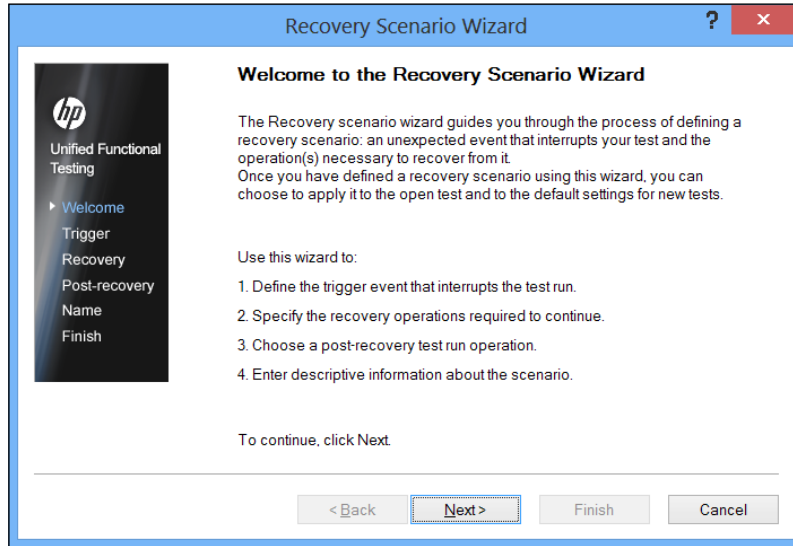 Recovery Scenario Wizard
?
×
hp
Unified Functional
Testing
Welcome
Trigger
Recovery
Post-recovery
Name
Finish
Welcome to the Recovery Scenario Wizard
The Recovery scenario wizard guides you through the process of defining a
recovery scenario: an unexpected event that interrupts your test and the
operation(s) necessary to recover from it.
Once you have defined a recovery scenario using this wizard, you can
choose to apply it to the open test and to the default settings for new tests.
Use this wizard to:
1. Define the trigger event that interrupts the test run.
2. Specify the recovery operations required to continue.
3. Choose a post-recovery test run operation.
4. Enter descriptive information about the scenario.
To continue, click Next.
< Back Next > Finish Cancel